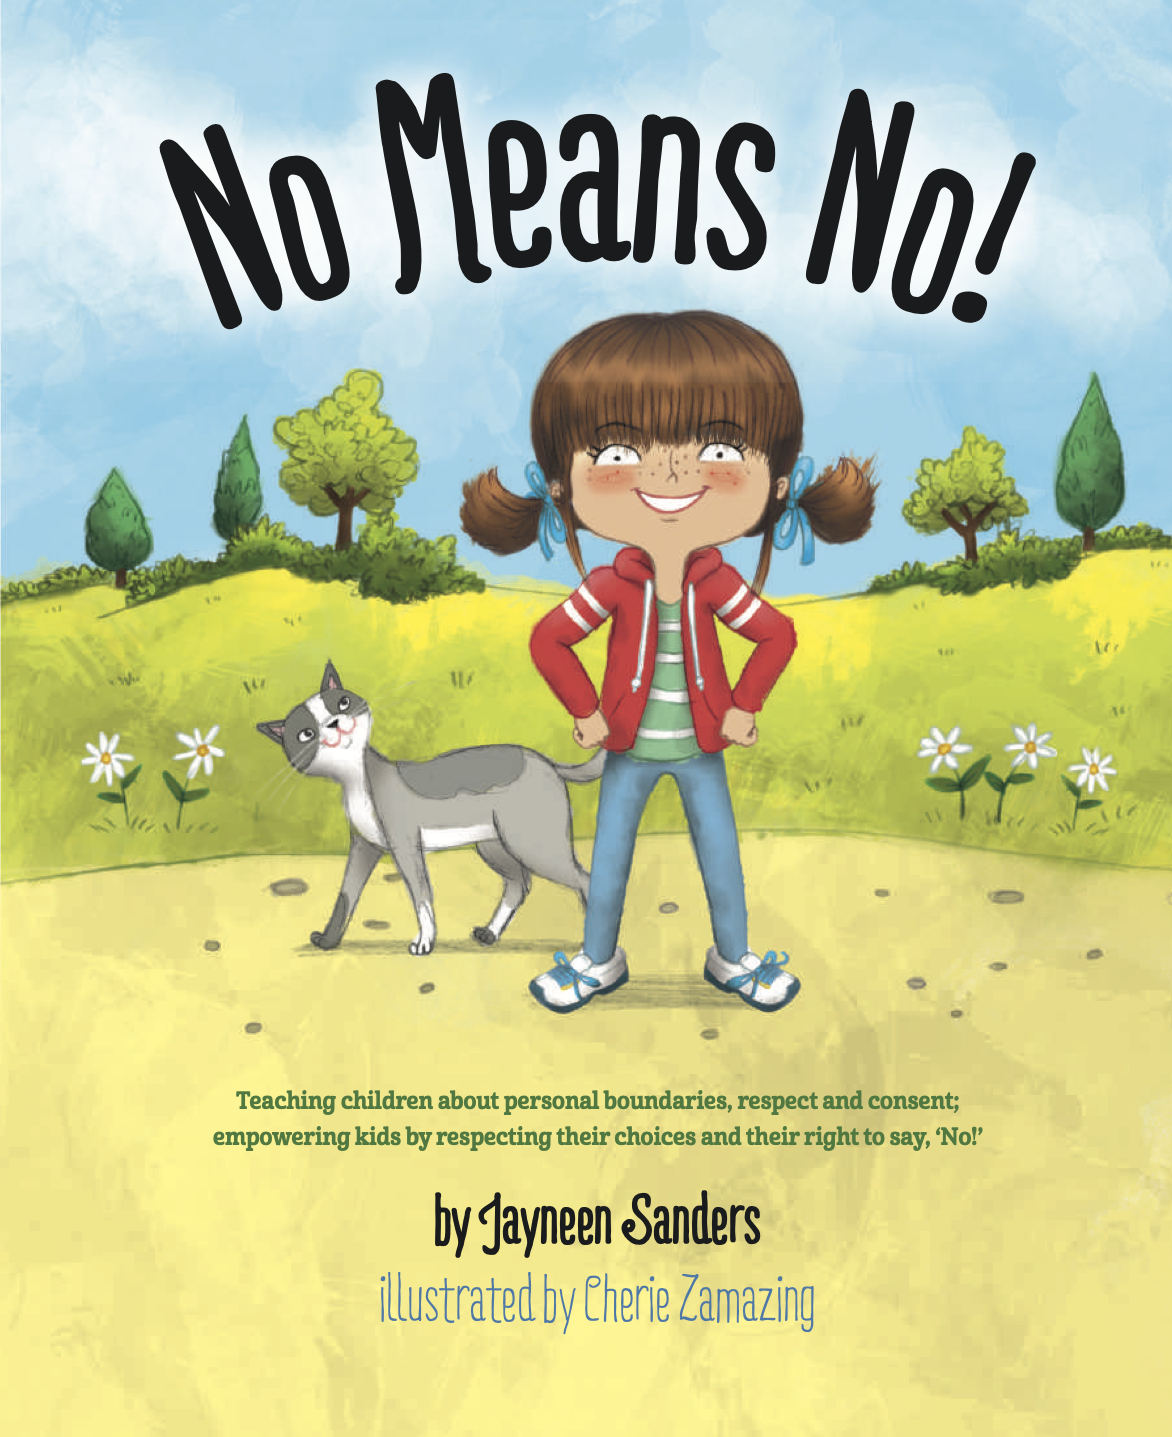 No Means No!
Teaching children about personal boundaries, respect and consent;
empowering kids by respecting their choices and their right to say, ‘No!’
by Jayneen Sanders
illustrated by Cherie Zamazing